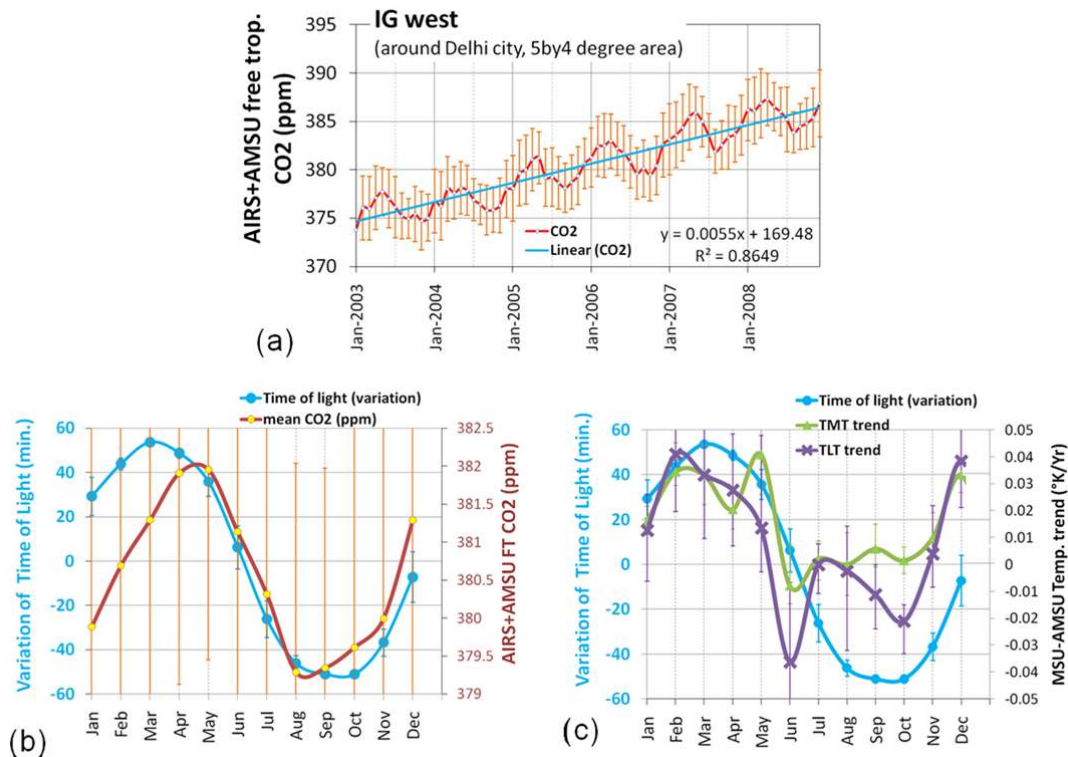 IG west
(around Delhi city, 5by4 degree area)
AIRS+AMSU free trop.
CO2 (ppm)
395
390
385
380
375
370
CO2
Linear (CO2)
y = 0.0055x + 169.48
R² = 0.8649
Jan-2003
Jan-2004
Jan-2005
Jan-2006
Jan-2007
Jan-2008
(a)
Time of light (variation)
mean CO2 (ppm)
Variation of Time of Light (min.)
60
40
20
0
-20
-40
-60
382.5
382
381.5
381
380.5
380
379.5
379
AIRS+AMSU FT CO2 (ppm)
Jan
Feb
Mar
Apr
May
Jun
Jul
Aug
Sep
Oct
Nov
Dec
(b)
Time of light (variation)
TMT trend
TLT trend
Variation of Time of Light (min.)
60
40
20
0
-20
-40
-60
0.05
0.04
0.03
0.02
0.01
0
-0.01
-0.02
-0.03
-0.04
-0.05
MSU-AMSU Temp. trend (°K/Yr)
Jan
Feb
Mar
Apr
May
Jun
Jul
Aug
Sep
Oct
Nov
Dec
(c)